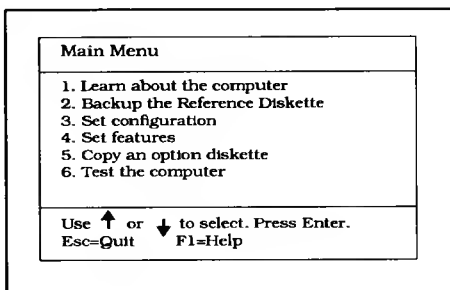 Main Menu
1. Learn about the computer
2. Backup the Reference Diskette
3. Set configuration
4. Set features
5. Copy an option diskette
6. Test the computer
Use ↑ or ↓ to select. Press Enter.
Esc=Quit F1=Help